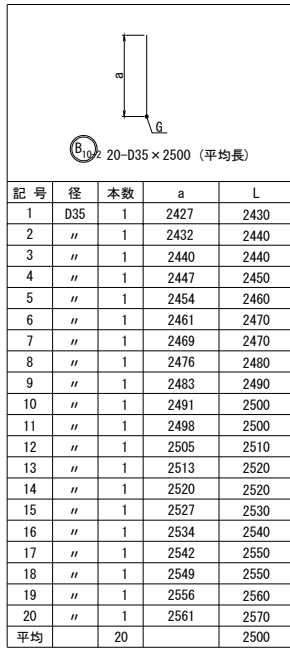 a
G
B10-2 20-D35×2500 (平均長)
記 号 径 本数 a L
1 D35 1 2427 2430
2 〃 1 2432 2440
3 〃 1 2440 2440
4 〃 1 2447 2450
5 〃 1 2454 2460
6 〃 1 2461 2470
7 〃 1 2469 2470
8 〃 1 2476 2480
9 〃 1 2483 2490
10 〃 1 2491 2500
11 〃 1 2498 2500
12 〃 1 2505 2510
13 〃 1 2513 2520
14 〃 1 2520 2520
15 〃 1 2527 2530
16 〃 1 2534 2540
17 〃 1 2542 2550
18 〃 1 2549 2550
19 〃 1 2556 2560
20 〃 1 2561 2570
平均 20 2500